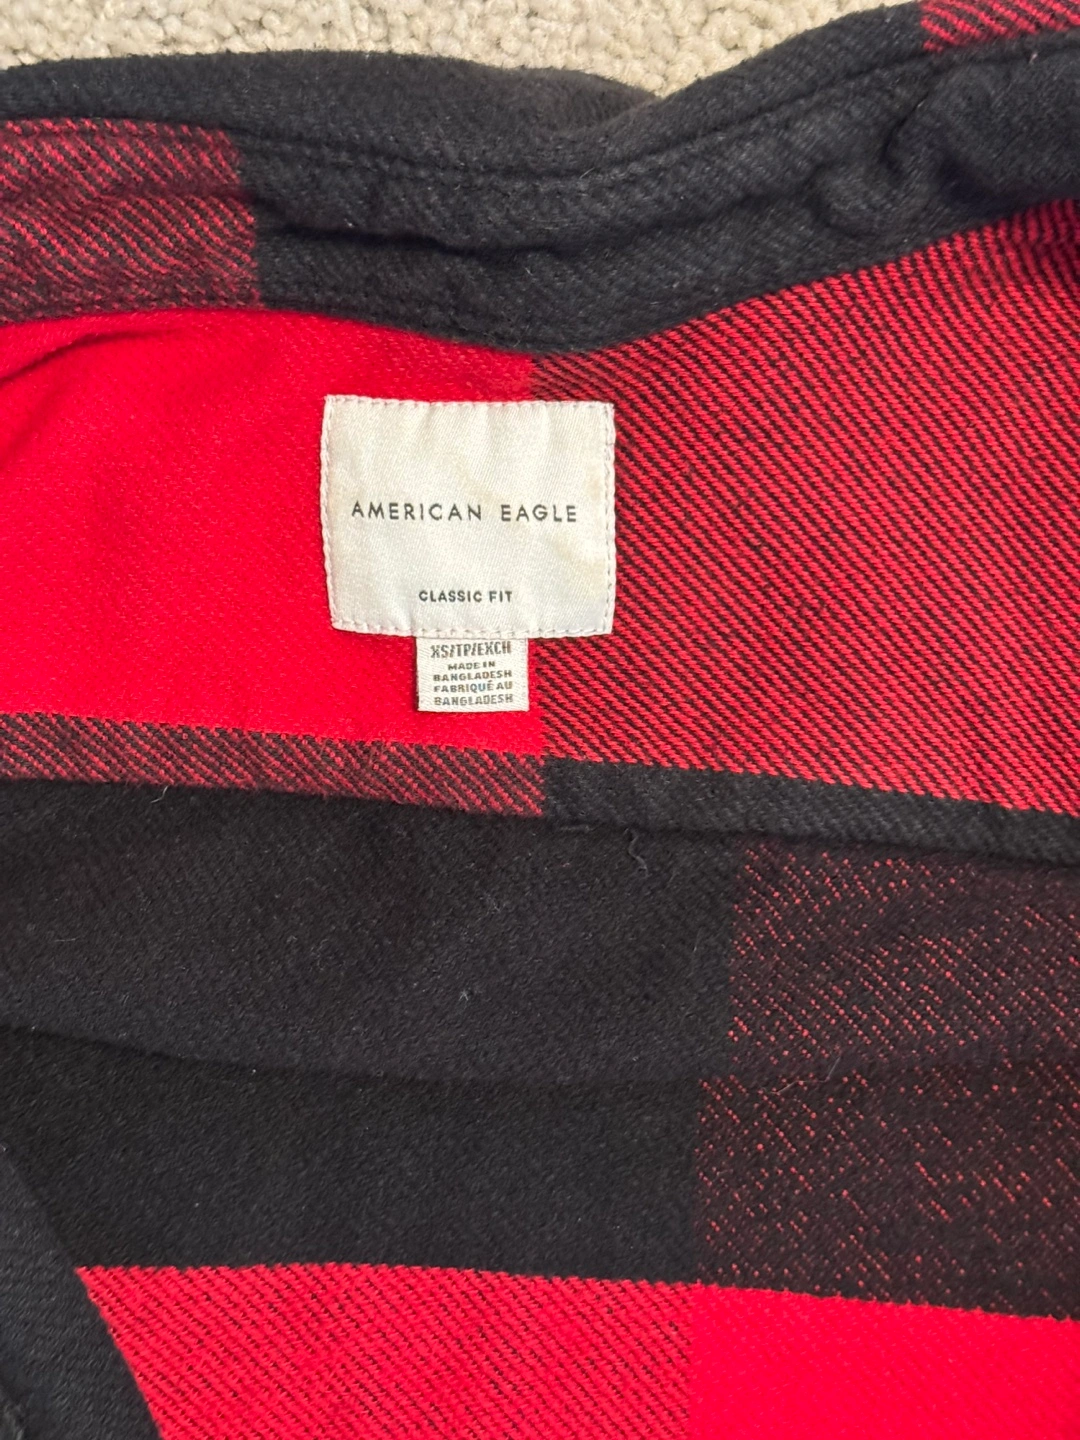 AMERICAN EAGLE
CLASSIC FIT
XS/TP/EXCH
MADE IN
BANGLADESH
FABRIQUÉ AU
BANGLADESH